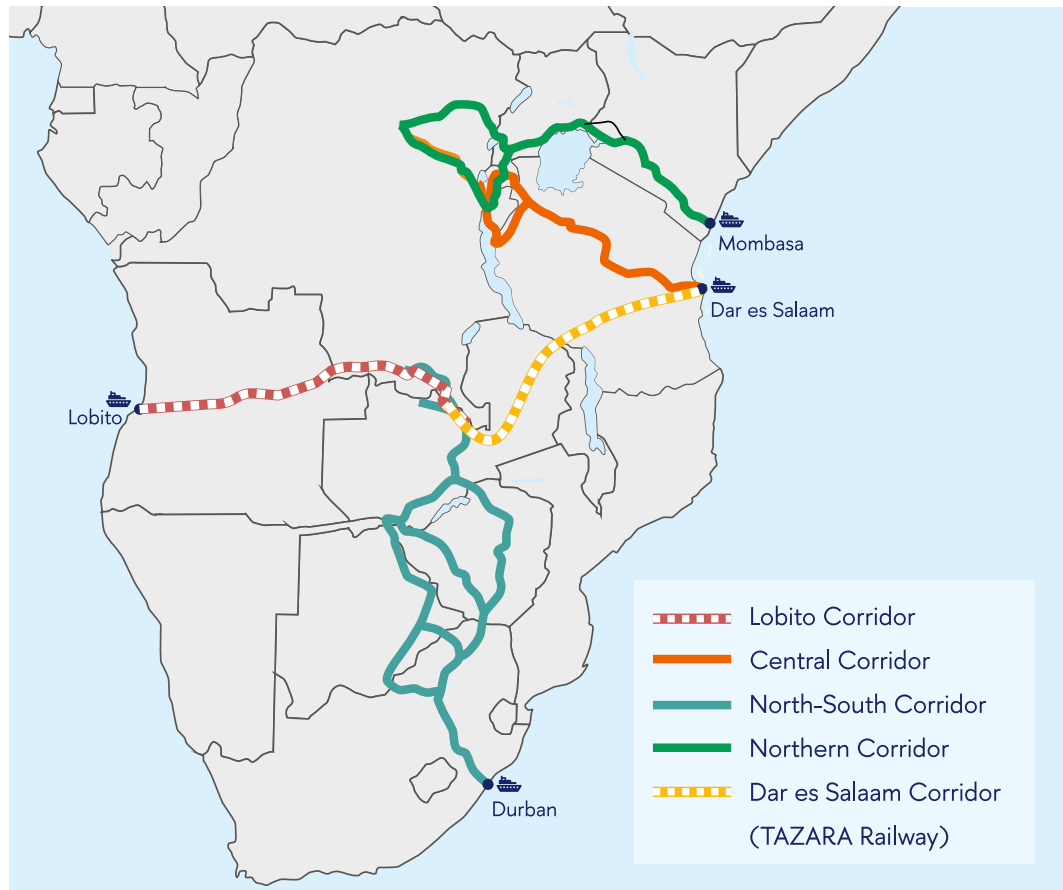 Mombasa
Dar es Salaam
Lobito
Durban
Lobito Corridor
Central Corridor
North-South Corridor
Northern Corridor
Dar es Salaam Corridor
(TAZARA Railway)